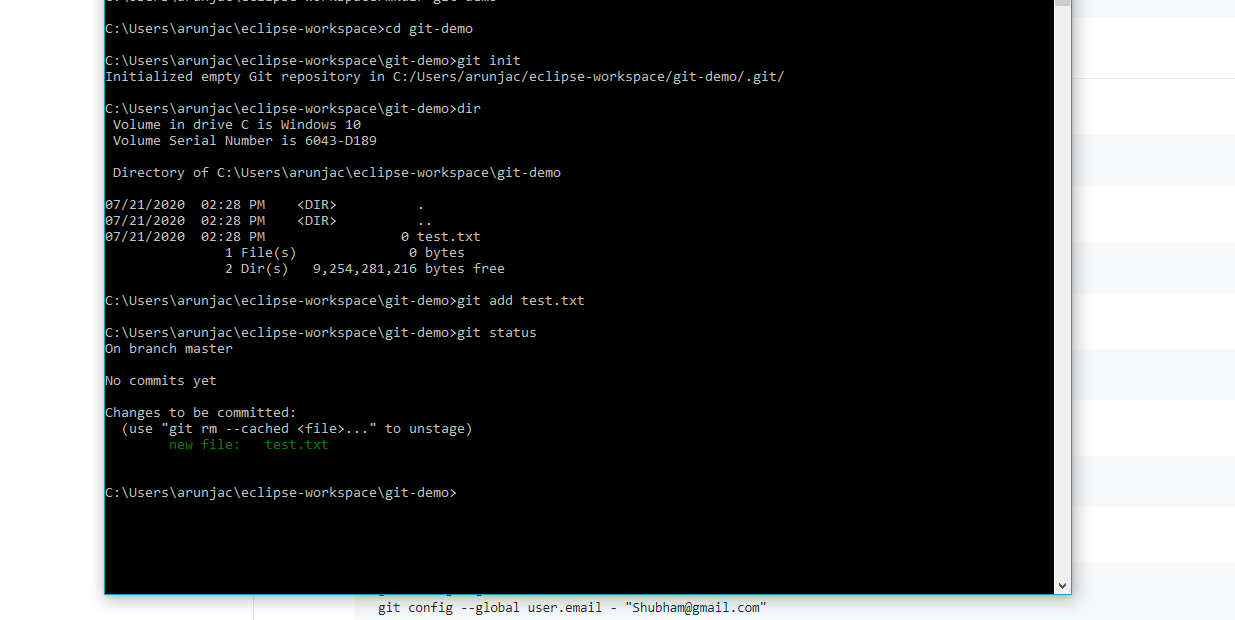 C:\Users\arunjac\eclipse-workspace>cd git-demo
C:\Users\arunjac\eclipse-workspace\git-demo>git init
Initialized empty Git repository in C:/Users/arunjac/eclipse-workspace/git-demo/.git/
C:\Users\arunjac\eclipse-workspace\git-demo>dir
 Volume in drive C is Windows 10
 Volume Serial Number is 6043-D189
 Directory of C:\Users\arunjac\eclipse-workspace\git-demo
07/21/2020  02:28 PM    <DIR>          .
07/21/2020  02:28 PM    <DIR>          ..
07/21/2020  02:28 PM                 0 test.txt
               1 File(s)              0 bytes
               2 Dir(s)   9,254,281,216 bytes free
C:\Users\arunjac\eclipse-workspace\git-demo>git add test.txt
C:\Users\arunjac\eclipse-workspace\git-demo>git status
On branch master
No commits yet
Changes to be committed:
  (use "git rm --cached <file>..." to unstage)
        new file:   test.txt
C:\Users\arunjac\eclipse-workspace\git-demo>
git config --global user.email - "Shubham@gmail.com"